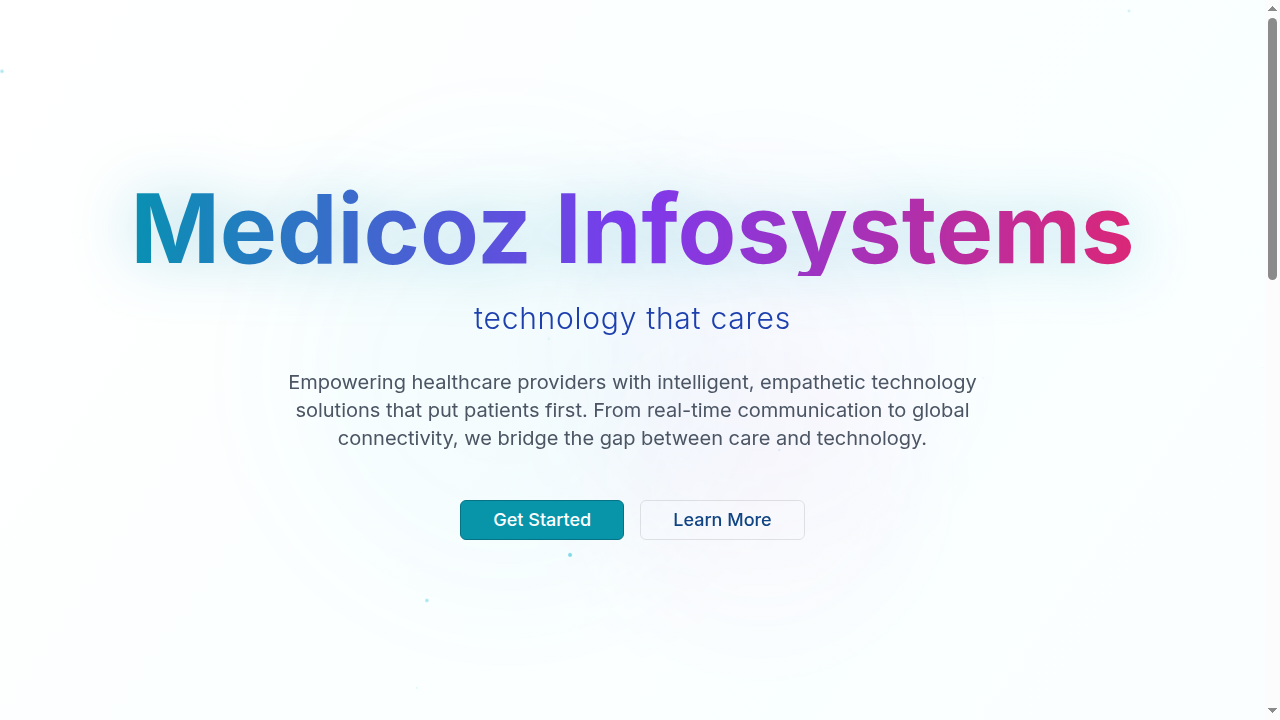 Medicoz Infosystems
technology that cares
Empowering healthcare providers with intelligent, empathetic technology
solutions that put patients first. From real-time communication to global
connectivity, we bridge the gap between care and technology.
Get Started
Learn More